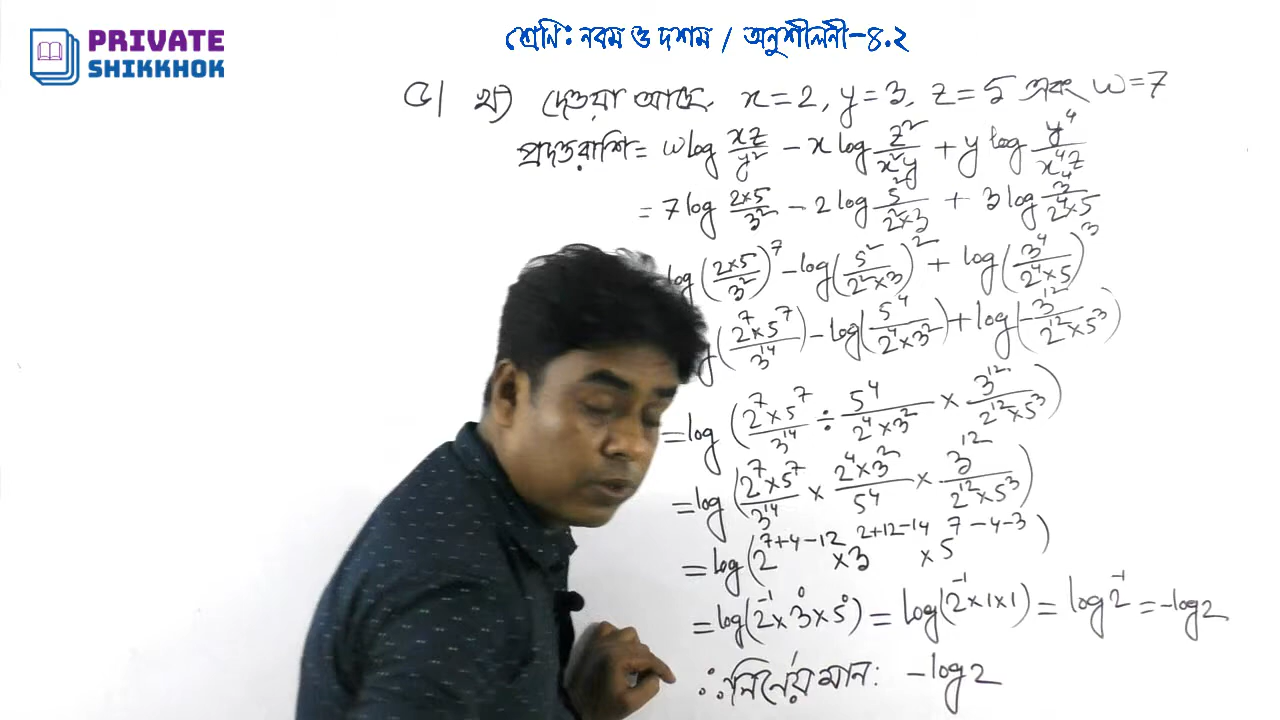 PRIVATE
SHIKKHOK
শ্রেণি: নবম ও দশম / অনুশীলনী-৪.২
৫। খ) দেওয়া আছে, x = 2, y = 3, z = 5 এবং w = 7
প্রদত্তরাশি = w log xz/y² − x log z²/x²y + y log y⁴/x⁴z
= 7 log 2×5/3² − 2 log 5²/2²×3 + 3 log 3⁴/2⁴×5
log(2×5/3²)⁷ − log(5²/2²×3)² + log(3⁴/2⁴×5)³
g(2⁷×5⁷/3¹⁴) − log(5⁴/2⁴×3²) + log(3¹²/2¹²×5³)
= log(2⁷×5⁷/3¹⁴ ÷ 5⁴/2⁴×3² × 3¹²/2¹²×5³)
= log(2⁷×5⁷/3¹⁴ × 2⁴×3²/5⁴ × 3¹²/2¹²×5³)
= log(2⁷⁺⁴⁻¹² × 3²⁺¹²⁻¹⁴ × 5⁷⁻⁴⁻³)
= log(2⁻¹ × 3⁰ × 5⁰) = log(2⁻¹ × 1 × 1) = log 2⁻¹ = −log 2
∴ নির্ণেয় মান: −log 2